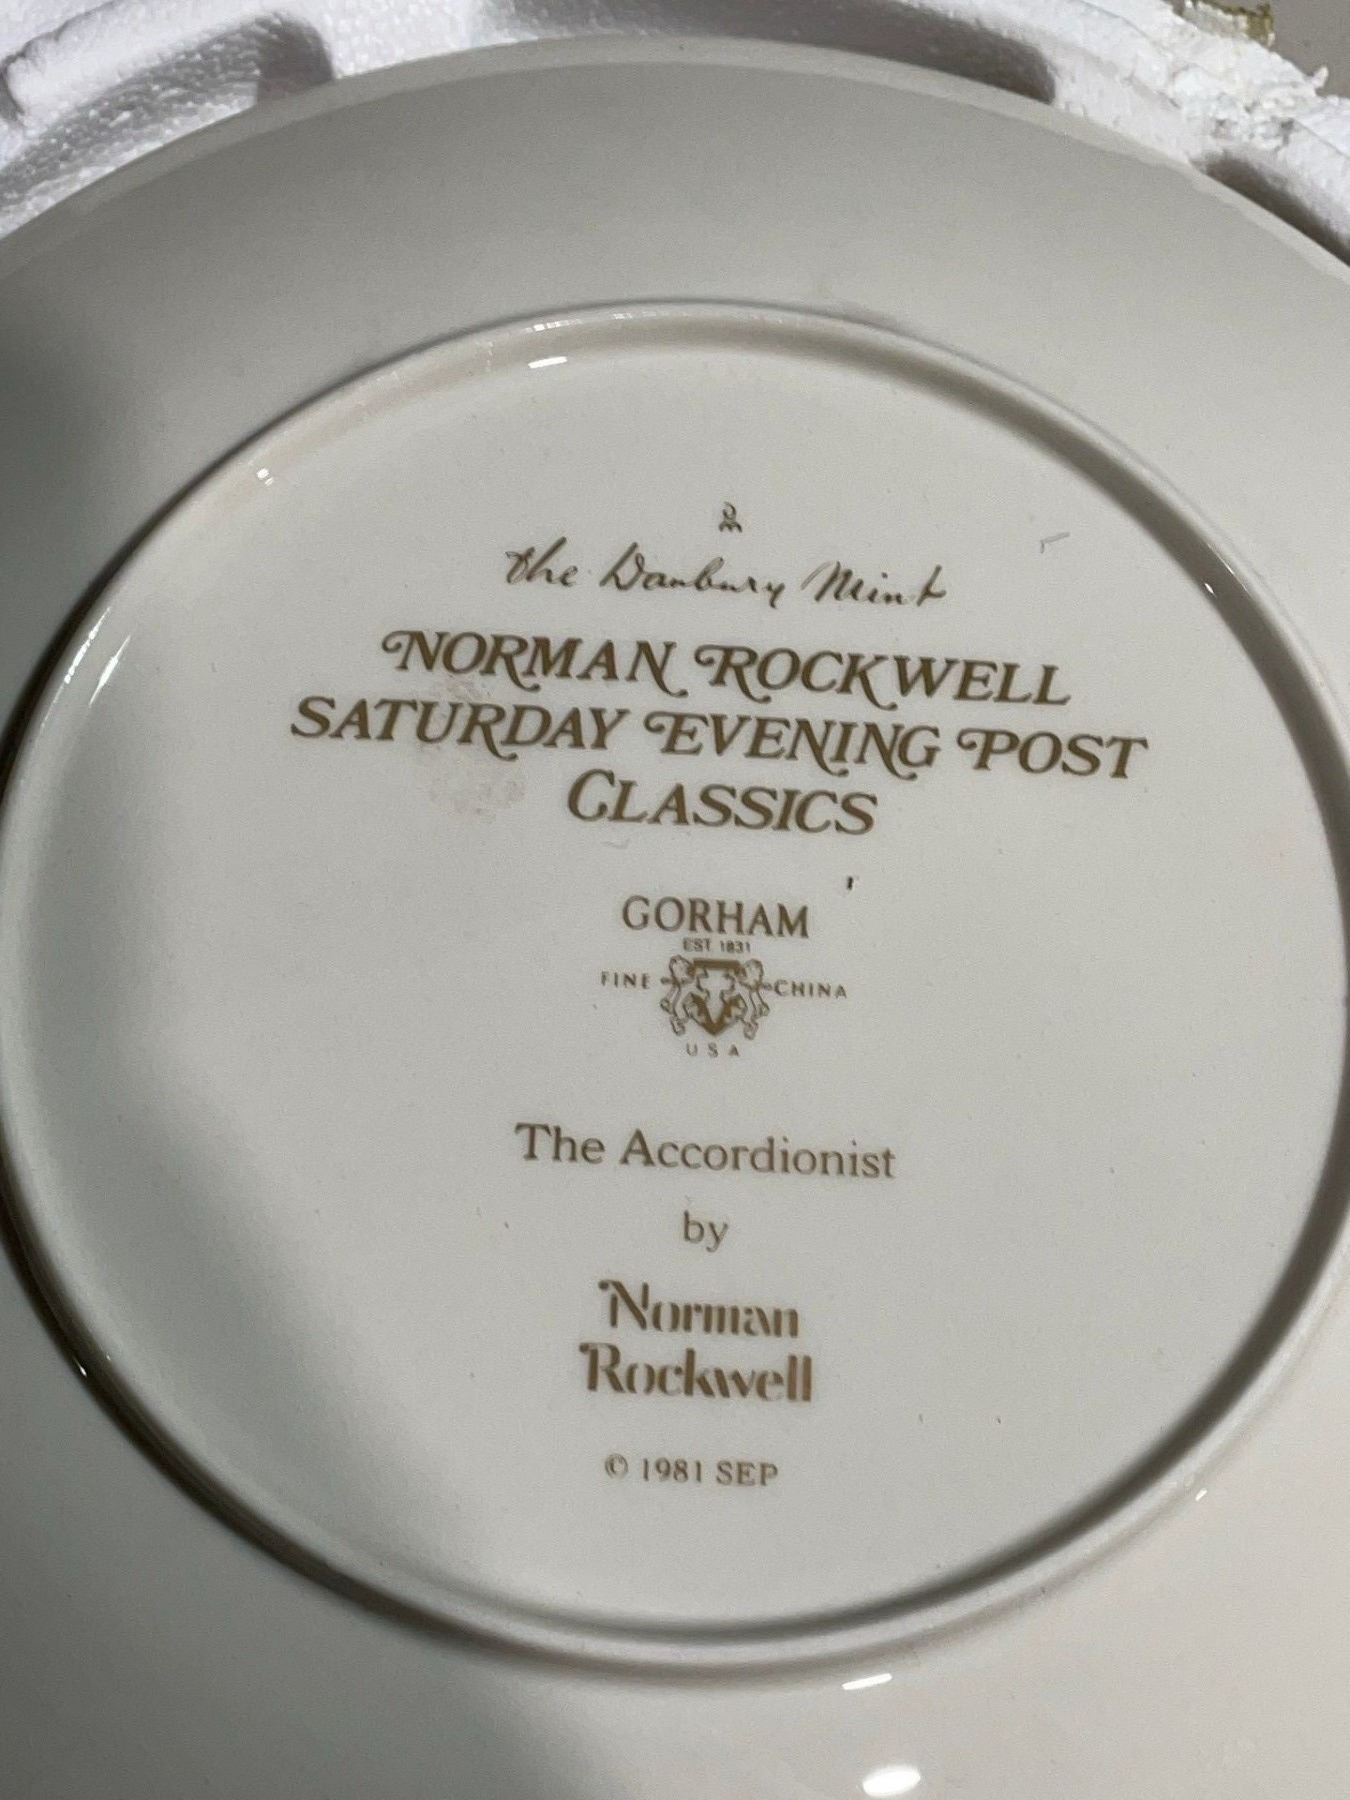 the Danbury Mint
NORMAN ROCKWELL
SATURDAY EVENING POST
CLASSICS
GORHAM
EST 1831
FINE CHINA
USA
The Accordionist
by
Norman
Rockwell
© 1981 SEP